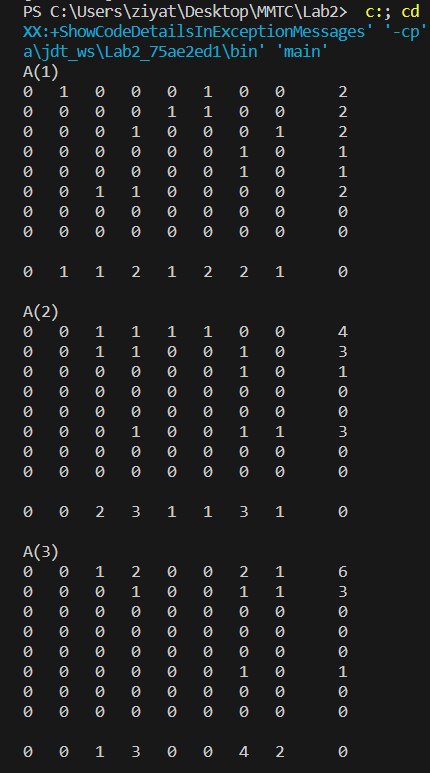 PS C:\Users\ziyat\Desktop\MMTC\Lab2> c:; cd
XX:+ShowCodeDetailsInExceptionMessages' '-cp'
a\jdt_ws\Lab2_75ae2ed1\bin' 'main'
A(1)
0 1 0 0 0 1 0 0 2
0 0 0 0 1 1 0 0 2
0 0 0 1 0 0 0 1 2
0 0 0 0 0 0 1 0 1
0 0 0 0 0 0 1 0 1
0 0 1 1 0 0 0 0 2
0 0 0 0 0 0 0 0 0
0 0 0 0 0 0 0 0 0
0 1 1 2 1 2 2 1 0
A(2)
0 0 1 1 1 1 0 0 4
0 0 1 1 0 0 1 0 3
0 0 0 0 0 0 1 0 1
0 0 0 0 0 0 0 0 0
0 0 0 0 0 0 0 0 0
0 0 0 1 0 0 1 1 3
0 0 0 0 0 0 0 0 0
0 0 0 0 0 0 0 0 0
0 0 2 3 1 1 3 1 0
A(3)
0 0 1 2 0 0 2 1 6
0 0 0 1 0 0 1 1 3
0 0 0 0 0 0 0 0 0
0 0 0 0 0 0 0 0 0
0 0 0 0 0 0 0 0 0
0 0 0 0 0 0 1 0 1
0 0 0 0 0 0 0 0 0
0 0 0 0 0 0 0 0 0
0 0 1 3 0 0 4 2 0